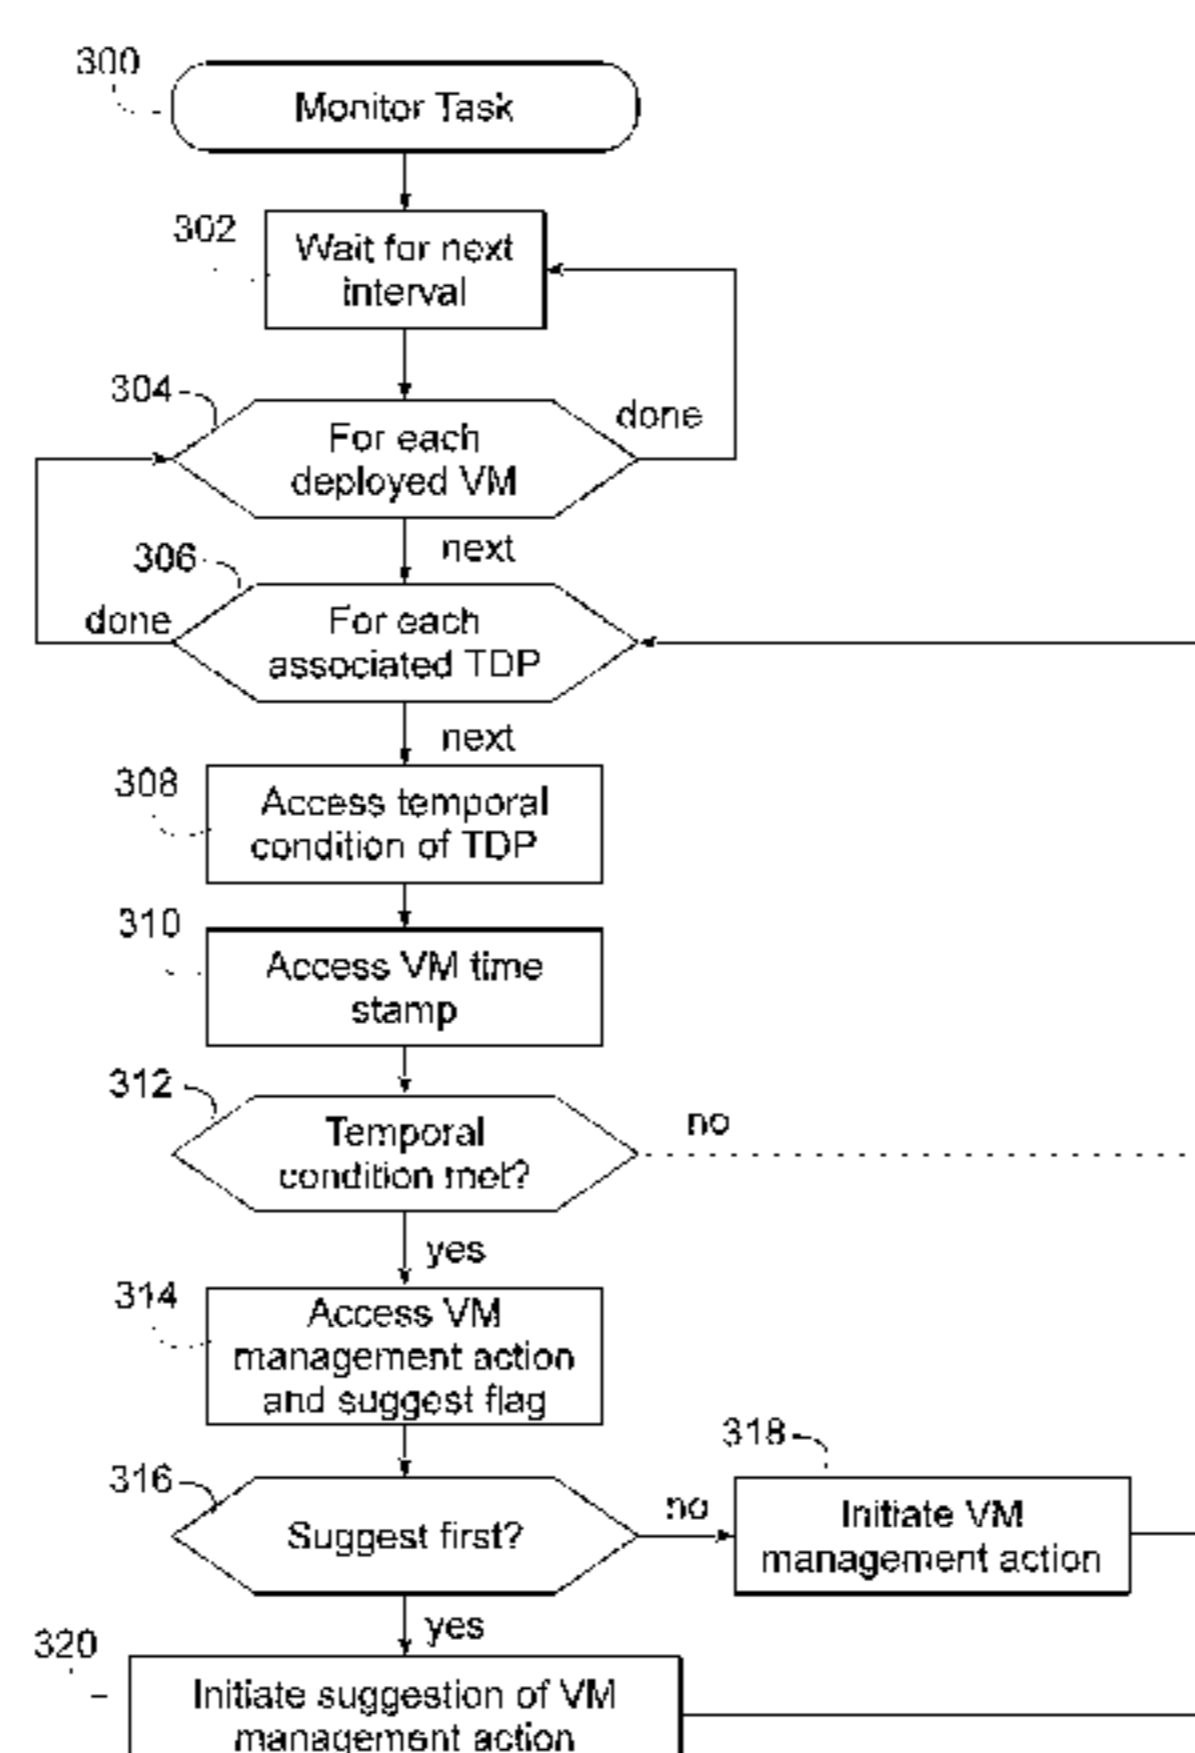 300
Monitor Task
302
Wait for next
interval
304
For each
deployed VM
done
next
306
done
For each
associated TDP
next
308
Access temporal
condition of TDP
310
Access VM time
stamp
312
Temporal
condition met?
no
yes
314
Access VM
management action
and suggest flag
316
Suggest first?
no
318
Initiate VM
management action
yes
320
Initiate suggestion of VM
management action